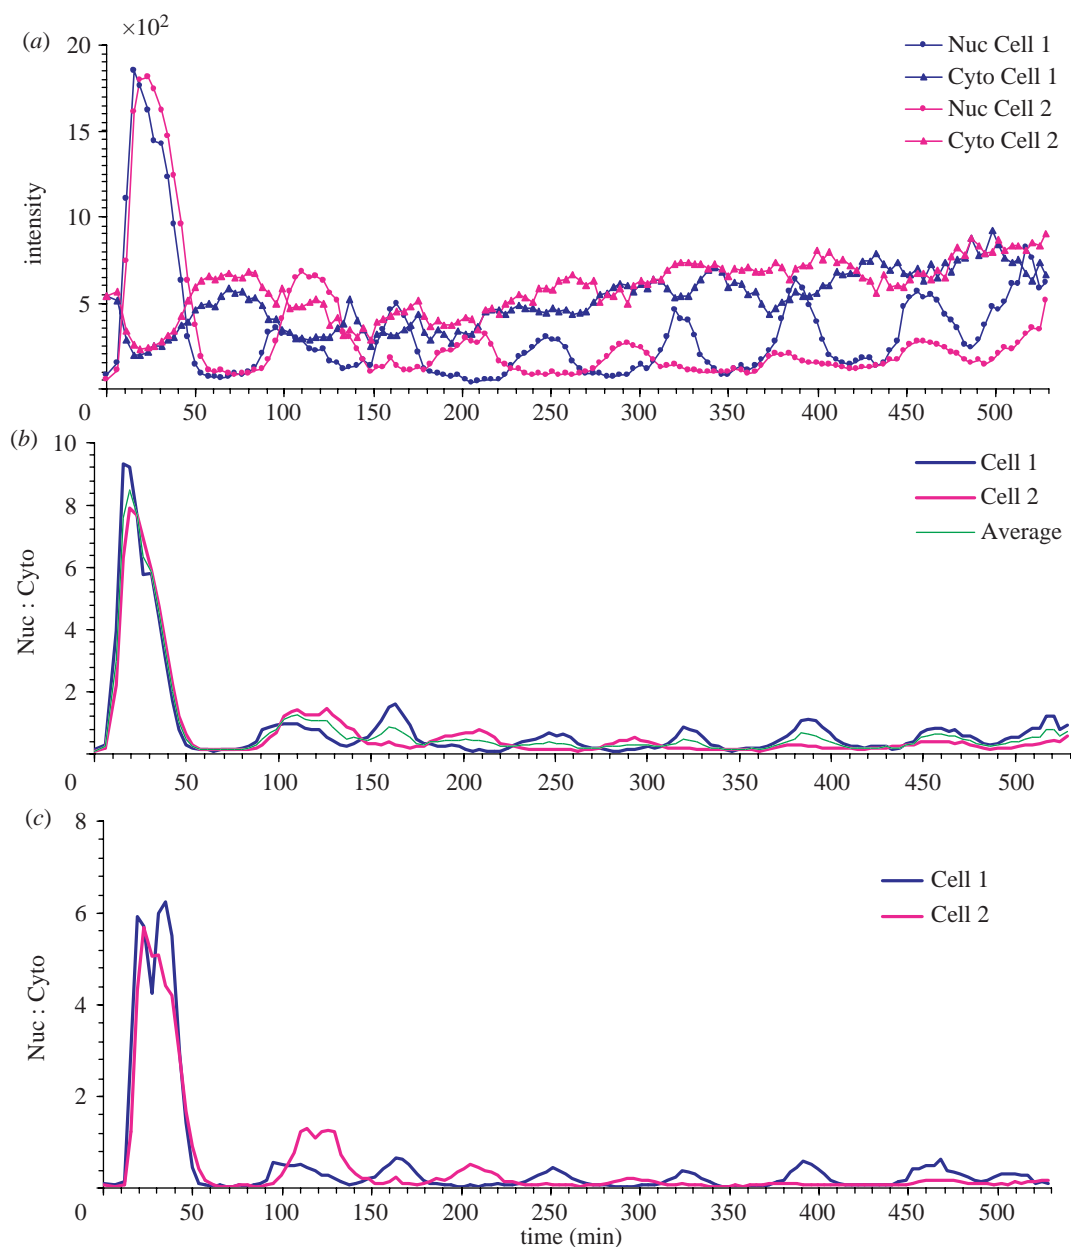 (a)
×10²
20
15
10
5
intensity
Nuc Cell 1
Cyto Cell 1
Nuc Cell 2
Cyto Cell 2
0 50 100 150 200 250 300 350 400 450 500
(b)
10
8
6
4
2
Nuc : Cyto
Cell 1
Cell 2
Average
0 50 100 150 200 250 300 350 400 450 500
(c)
8
6
4
2
Nuc : Cyto
Cell 1
Cell 2
0 50 100 150 200 250 300 350 400 450 500
time (min)